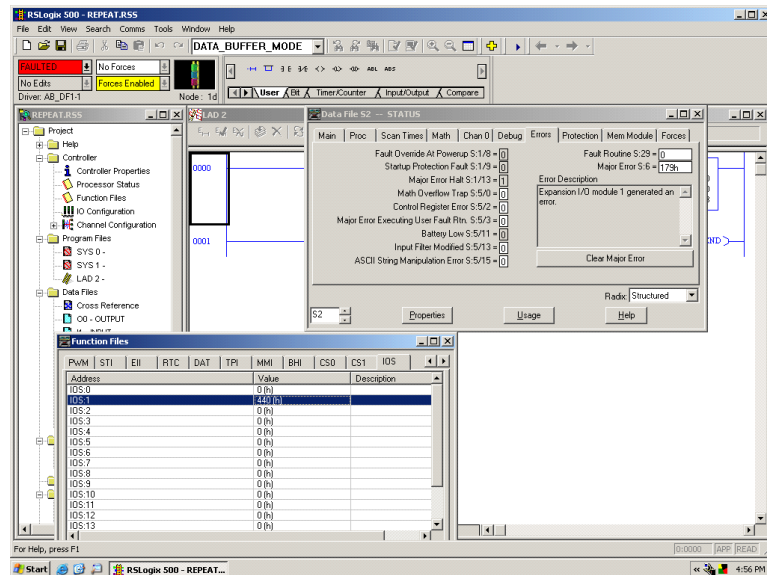 RSLogix 500 - REPEAT.RSS
File Edit View Search Comms Tools Window Help
DATA_BUFFER_MODE
FAULTED No Forces
No Edits Forces Enabled
Driver: AB_DF1-1 Node : 1d
ABL ABS
User Bit Timer/Counter Input/Output Compare
REPEAT.RSS
Project
Help
Controller
Controller Properties
Processor Status
Function Files
IO Configuration
Channel Configuration
Program Files
SYS 0 -
SYS 1 -
LAD 2 -
Data Files
Cross Reference
O0 - OUTPUT
LAD 2
0000
0001
Data File S2 -- STATUS
Main Proc Scan Times Math Chan 0 Debug Errors Protection Mem Module Forces
Fault Override At Powerup S:1/8 = 0
Startup Protection Fault S:1/9 = 0
Major Error Halt S:1/13 = 1
Math Overflow Trap S:5/0 = 0
Control Register Error S:5/2 = 0
Major Error Executing User Fault Rtn. S:5/3 = 0
Battery Low S:5/11 = 0
Input Filter Modified S:5/13 = 0
ASCII String Manipulation Error S:5/15 = 0
Fault Routine S:29 = 0
Major Error S:6 = 179h
Error Description
Expansion I/O module 1 generated an
error.
Clear Major Error
Radix: Structured
S2 Properties Usage Help
Function Files
PWM STI EII RTC DAT TPI MMI BHI CS0 CS1 IOS
Address Value Description
IOS:0 0 (h)
IOS:1 440 (h)
IOS:2 0 (h)
IOS:3 0 (h)
IOS:4 0 (h)
IOS:5 0 (h)
IOS:6 0 (h)
IOS:7 0 (h)
IOS:8 0 (h)
IOS:9 0 (h)
IOS:10 0 (h)
IOS:11 0 (h)
IOS:12 0 (h)
IOS:13 0 (h)
For Help, press F1
0:0000 APP READ
Start RSLogix 500 - REPEAT... 4:56 PM